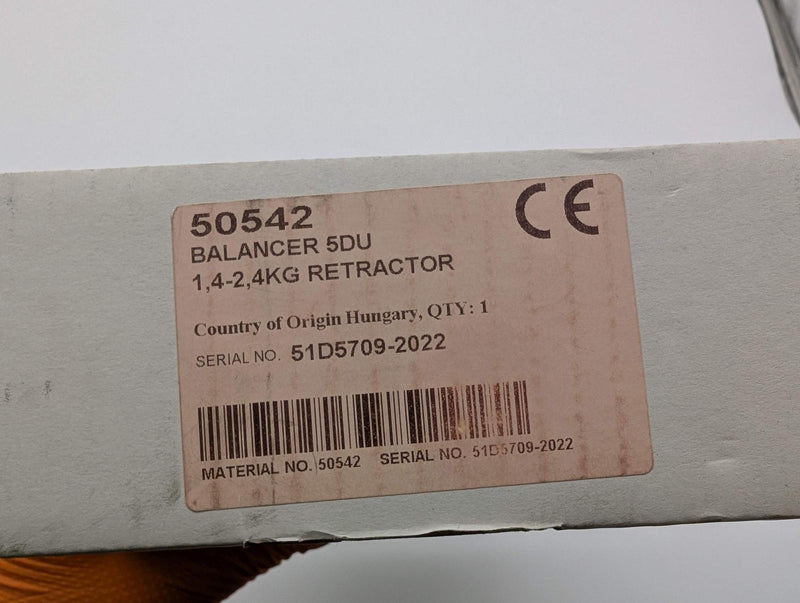 50542
CE
BALANCER 5DU
1,4-2,4KG RETRACTOR
Country of Origin Hungary, QTY: 1
SERIAL NO. 51D5709-2022
MATERIAL NO. 50542 SERIAL NO. 51D5709-2022